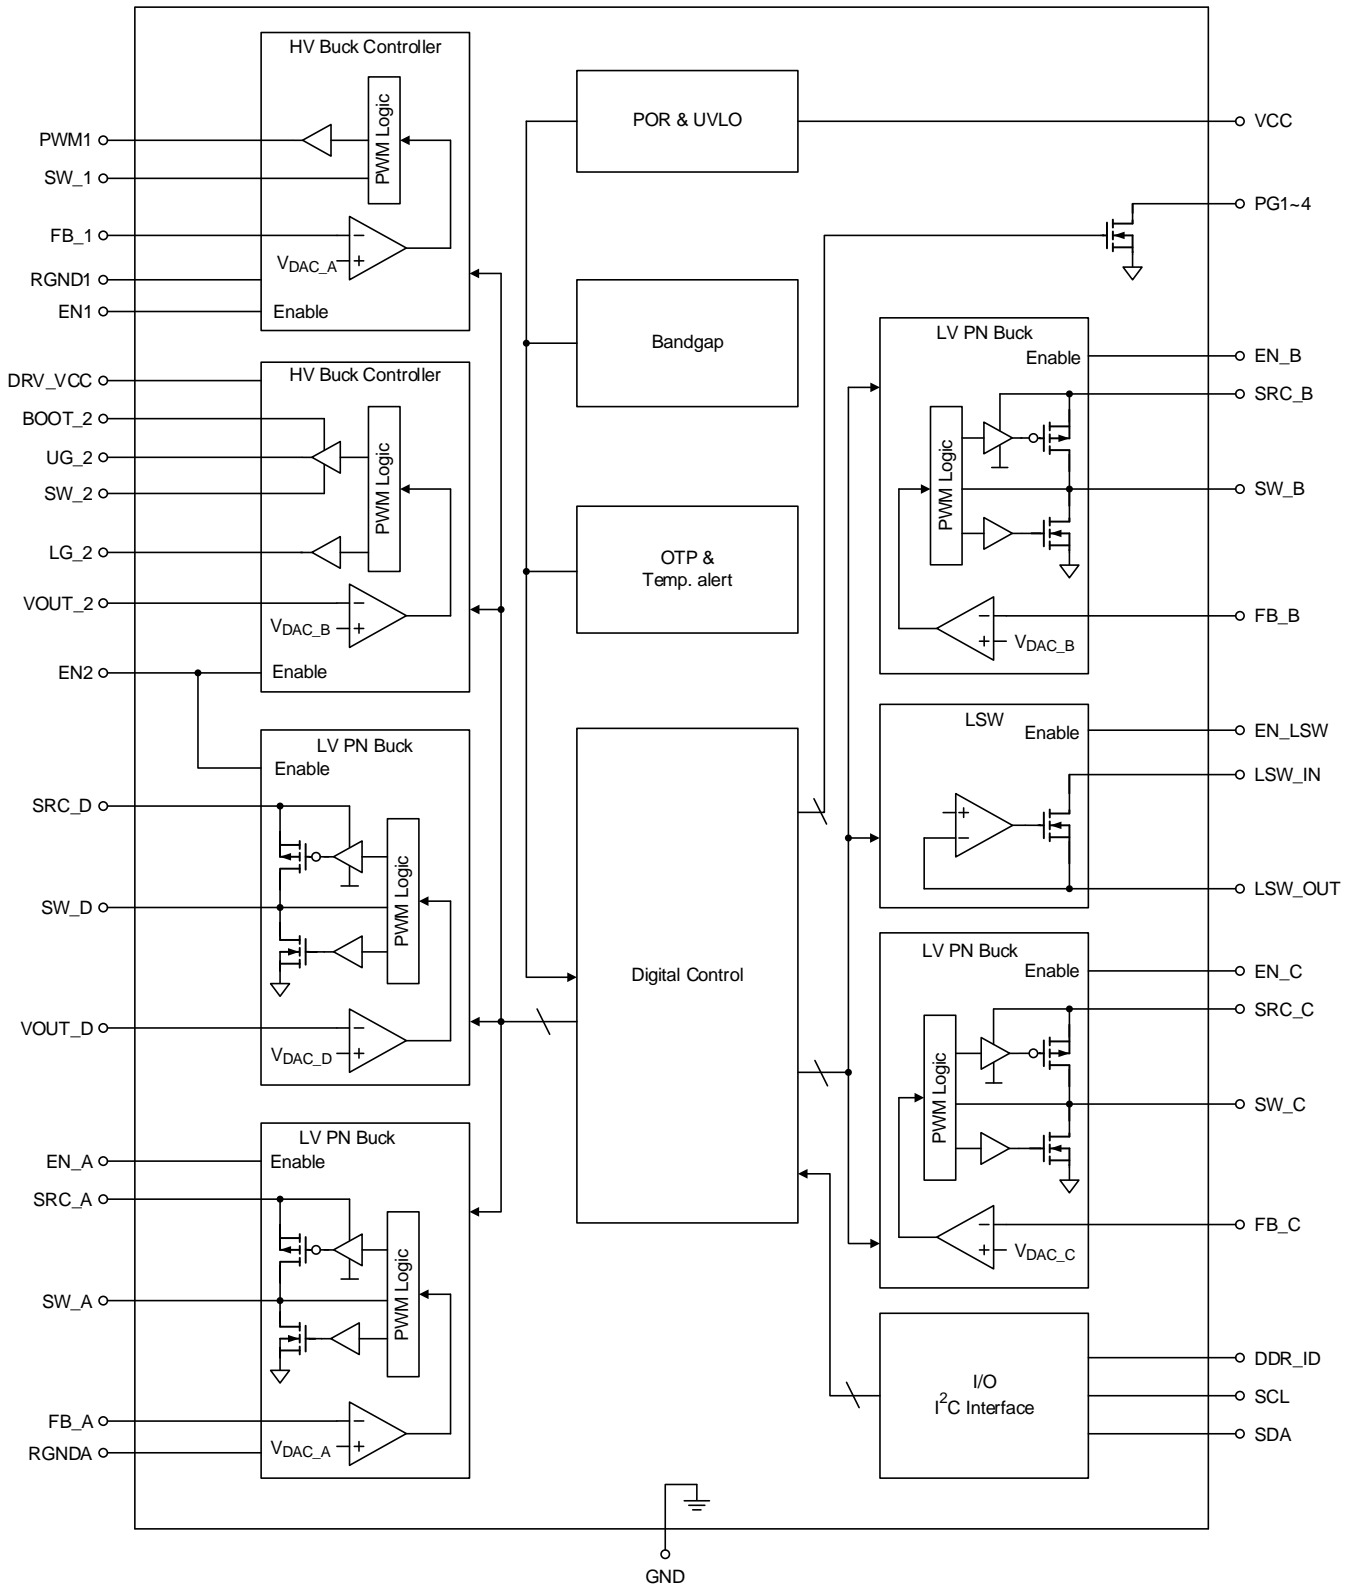 HV Buck Controller
PWM1
SW_1
PWM Logic
FB_1
VDAC_A
RGND1
EN1
Enable
DRV_VCC
HV Buck Controller
BOOT_2
UG_2
SW_2
PWM Logic
LG_2
VOUT_2
VDAC_B
EN2
Enable
LV PN Buck
Enable
SRC_D
SW_D
PWM Logic
VOUT_D
VDAC_D
LV PN Buck
EN_A
Enable
SRC_A
SW_A
PWM Logic
FB_A
VDAC_A
RGNDA
POR & UVLO
Bandgap
OTP &
Temp. alert
Digital Control
VCC
PG1~4
LV PN Buck
Enable
EN_B
SRC_B
PWM Logic
SW_B
FB_B
VDAC_B
LSW
Enable
EN_LSW
LSW_IN
LSW_OUT
LV PN Buck
Enable
EN_C
SRC_C
PWM Logic
SW_C
FB_C
VDAC_C
I/O
I2C Interface
DDR_ID
SCL
SDA
GND